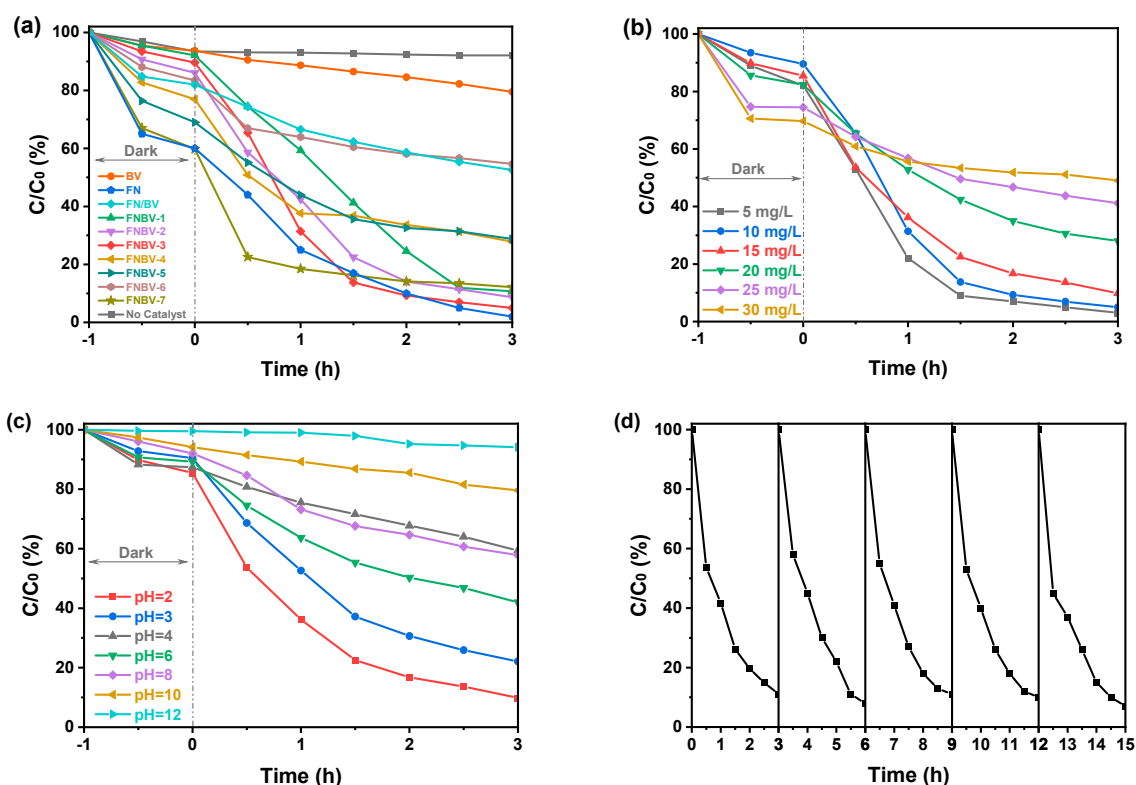 (a)
100
80
60
40
20
0
C/C₀ (%)
Dark
BV
FN
FN/BV
FNBV-1
FNBV-2
FNBV-3
FNBV-4
FNBV-5
FNBV-6
FNBV-7
No Catalyst
-1 0 1 2 3
Time (h)
(b)
100
80
60
40
20
0
C/C₀ (%)
Dark
5 mg/L
10 mg/L
15 mg/L
20 mg/L
25 mg/L
30 mg/L
-1 0 1 2 3
Time (h)
(c)
100
80
60
40
20
0
C/C₀ (%)
Dark
pH=2
pH=3
pH=4
pH=6
pH=8
pH=10
pH=12
-1 0 1 2 3
Time (h)
(d)
100
80
60
40
20
0
C/C₀ (%)
0 1 2 3 4 5 6 7 8 9 10 11 12 13 14 15
Time (h)